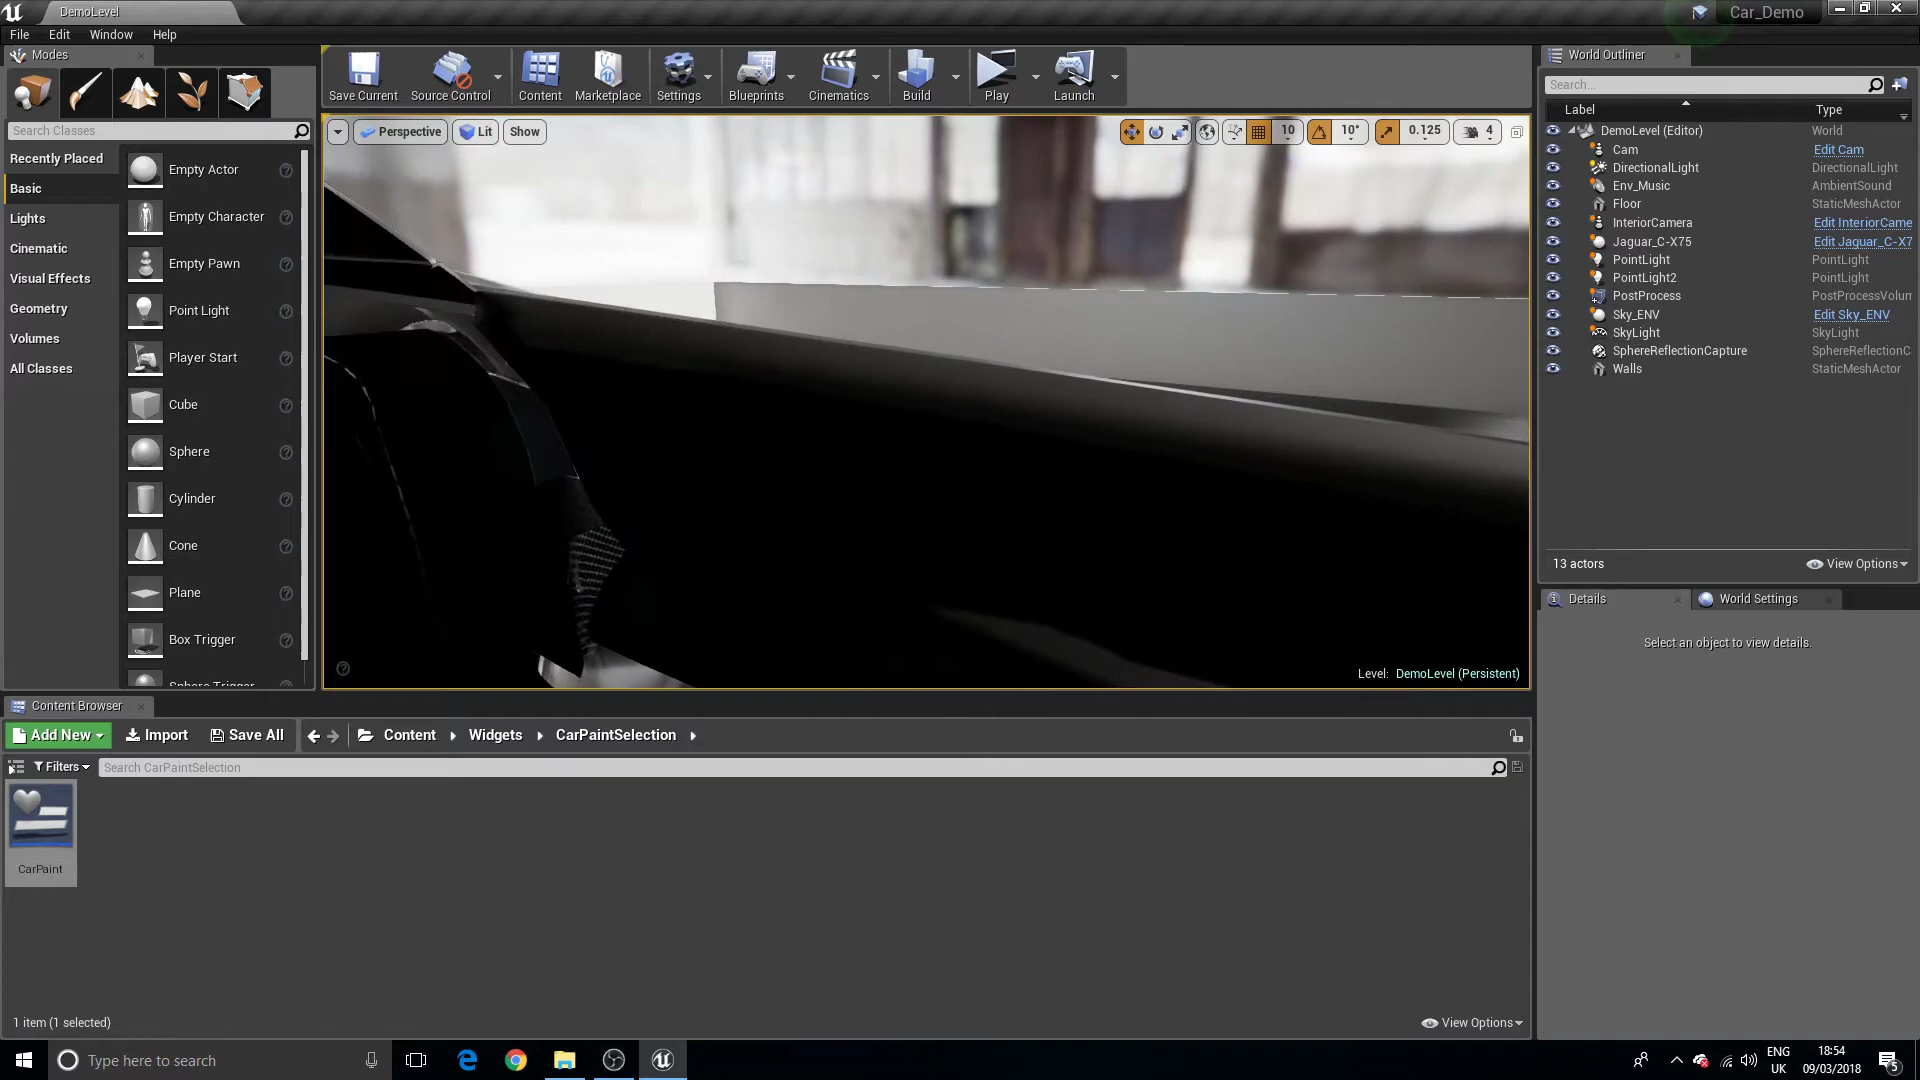 DemoLevel
Car_Demo
File Edit Window Help
Modes
Search Classes
Recently Placed
Basic
Lights
Cinematic
Visual Effects
Geometry
Volumes
All Classes
Empty Actor
Empty Character
Empty Pawn
Point Light
Player Start
Cube
Sphere
Cylinder
Cone
Plane
Box Trigger
Sphere Trigger
Save Current
Source Control
Content
Marketplace
Settings
Blueprints
Cinematics
Build
Play
Launch
Perspective
Lit
Show
10
10°
0.125
4
Level: DemoLevel (Persistent)
World Outliner
Search...
Label Type
DemoLevel (Editor) World
Cam Edit Cam
DirectionalLight DirectionalLight
Env_Music AmbientSound
Floor StaticMeshActor
InteriorCamera Edit InteriorCame
Jaguar_C-X75 Edit Jaguar_C-X7
PointLight PointLight
PointLight2 PointLight
PostProcess PostProcessVolum
Sky_ENV Edit Sky_ENV
SkyLight SkyLight
SphereReflectionCapture SphereReflectionC
Walls StaticMeshActor
13 actors
View Options
Details
World Settings
Select an object to view details.
Content Browser
Add New
Import
Save All
Content
Widgets
CarPaintSelection
Filters
Search CarPaintSelection
CarPaint
1 item (1 selected)
View Options
Type here to search
ENG
UK
18:54
09/03/2018
5